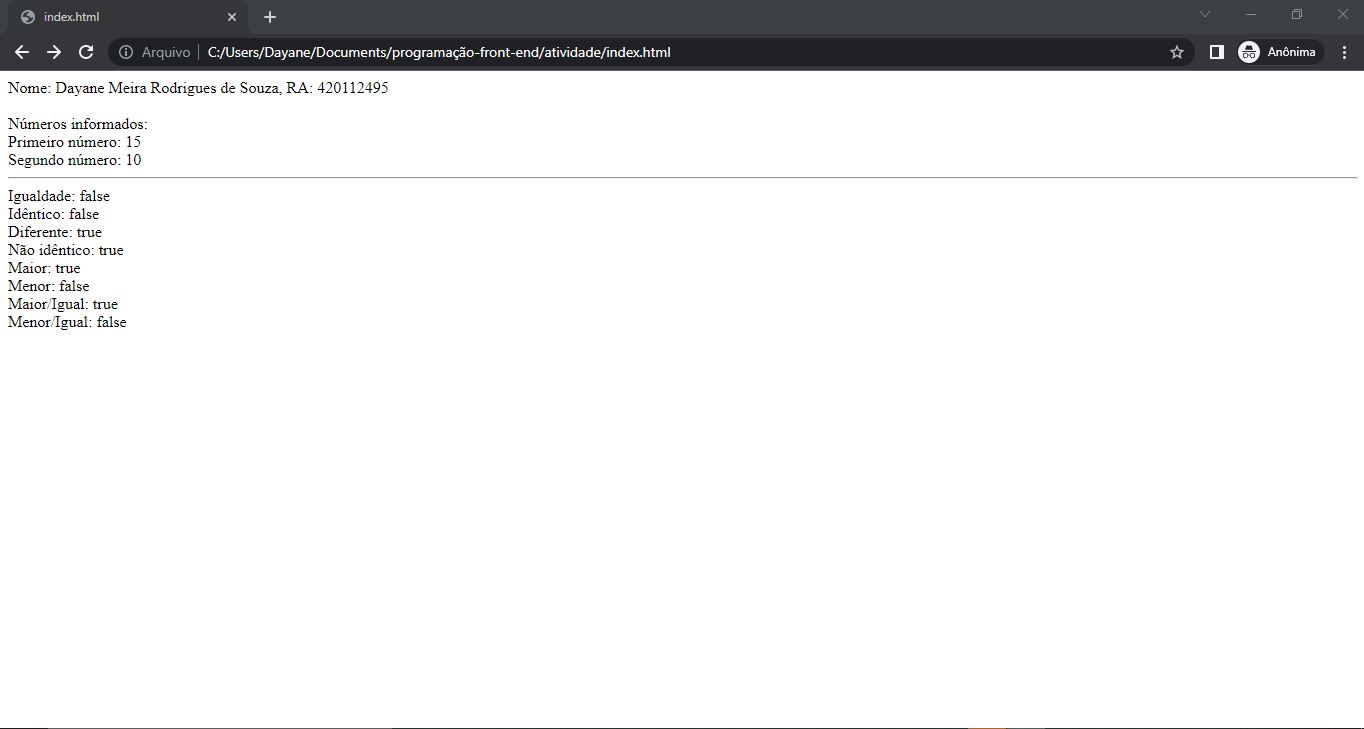 index.html
Arquivo C:/Users/Dayane/Documents/programação-front-end/atividade/index.html Anônima
Nome: Dayane Meira Rodrigues de Souza, RA: 420112495
Números informados:
Primeiro número: 15
Segundo número: 10
Igualdade: false
Idêntico: false
Diferente: true
Não idêntico: true
Maior: true
Menor: false
Maior/Igual: true
Menor/Igual: false